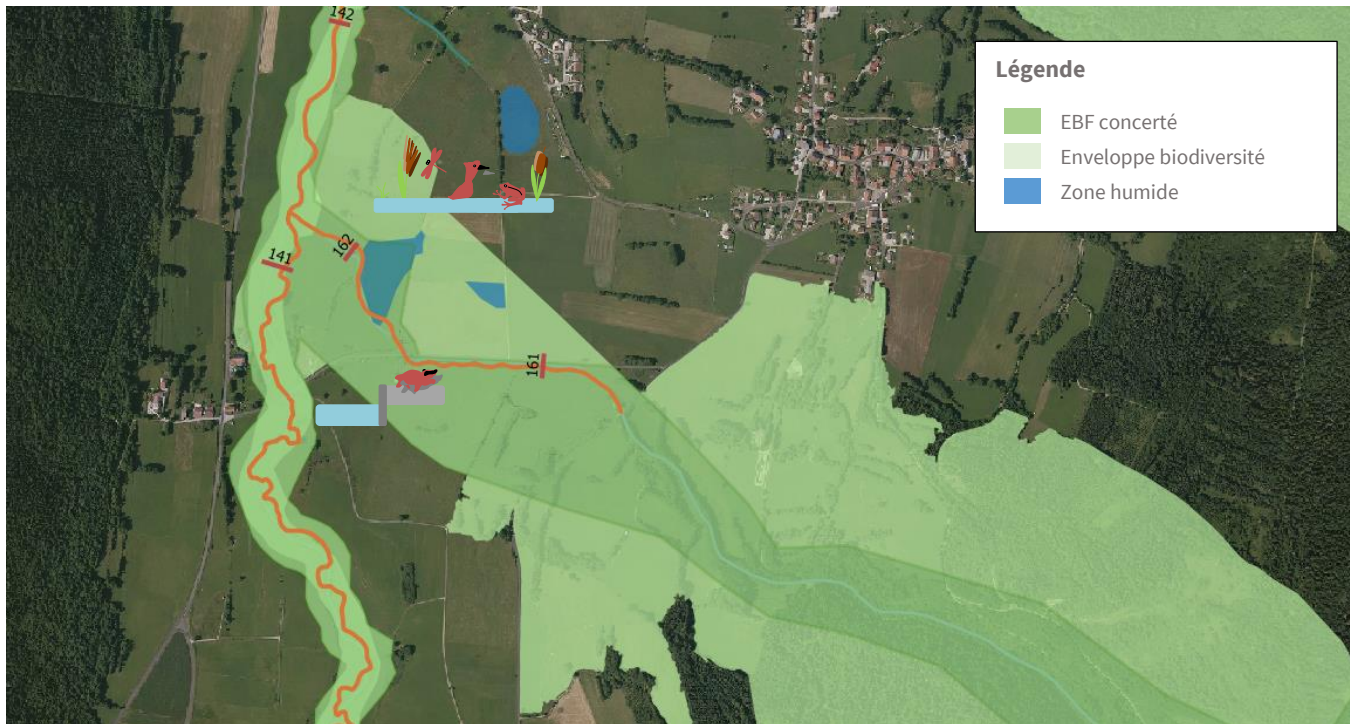 142
Légende
EBF concerté
Enveloppe biodiversité
Zone humide
162
141
161